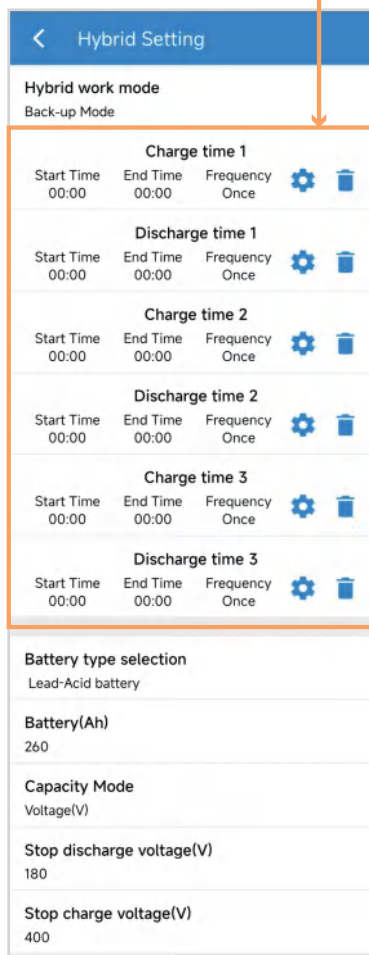 Hybrid Setting
Hybrid work mode
Back-up Mode
Charge time 1
Start Time End Time Frequency
00:00 00:00 Once
Discharge time 1
Start Time End Time Frequency
00:00 00:00 Once
Charge time 2
Start Time End Time Frequency
00:00 00:00 Once
Discharge time 2
Start Time End Time Frequency
00:00 00:00 Once
Charge time 3
Start Time End Time Frequency
00:00 00:00 Once
Discharge time 3
Start Time End Time Frequency
00:00 00:00 Once
Battery type selection
Lead-Acid battery
Battery(Ah)
260
Capacity Mode
Voltage(V)
Stop discharge voltage(V)
180
Stop charge voltage(V)
400